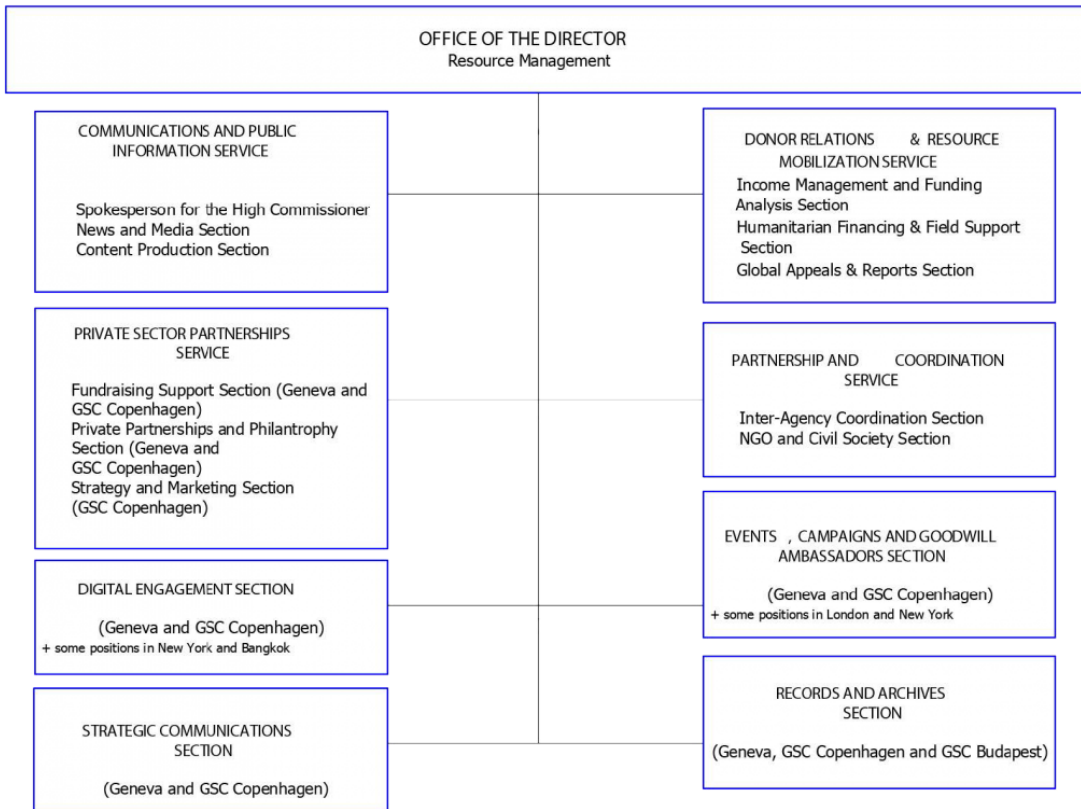 OFFICE OF THE DIRECTOR
Resource Management
COMMUNICATIONS AND PUBLIC
INFORMATION SERVICE
Spokesperson for the High Commissioner
News and Media Section
Content Production Section
PRIVATE SECTOR PARTNERSHIPS
SERVICE
Fundraising Support Section (Geneva and
GSC Copenhagen)
Private Partnerships and Philantrophy
Section (Geneva and
GSC Copenhagen)
Strategy and Marketing Section
(GSC Copenhagen)
DIGITAL ENGAGEMENT SECTION
(Geneva and GSC Copenhagen)
+ some positions in New York and Bangkok
STRATEGIC COMMUNICATIONS
SECTION
(Geneva and GSC Copenhagen)
DONOR RELATIONS & RESOURCE
MOBILIZATION SERVICE
Income Management and Funding
Analysis Section
Humanitarian Financing & Field Support
Section
Global Appeals & Reports Section
PARTNERSHIP AND COORDINATION
SERVICE
Inter-Agency Coordination Section
NGO and Civil Society Section
EVENTS , CAMPAIGNS AND GOODWILL
AMBASSADORS SECTION
(Geneva and GSC Copenhagen)
+ some positions in London and New York
RECORDS AND ARCHIVES
SECTION
(Geneva, GSC Copenhagen and GSC Budapest)